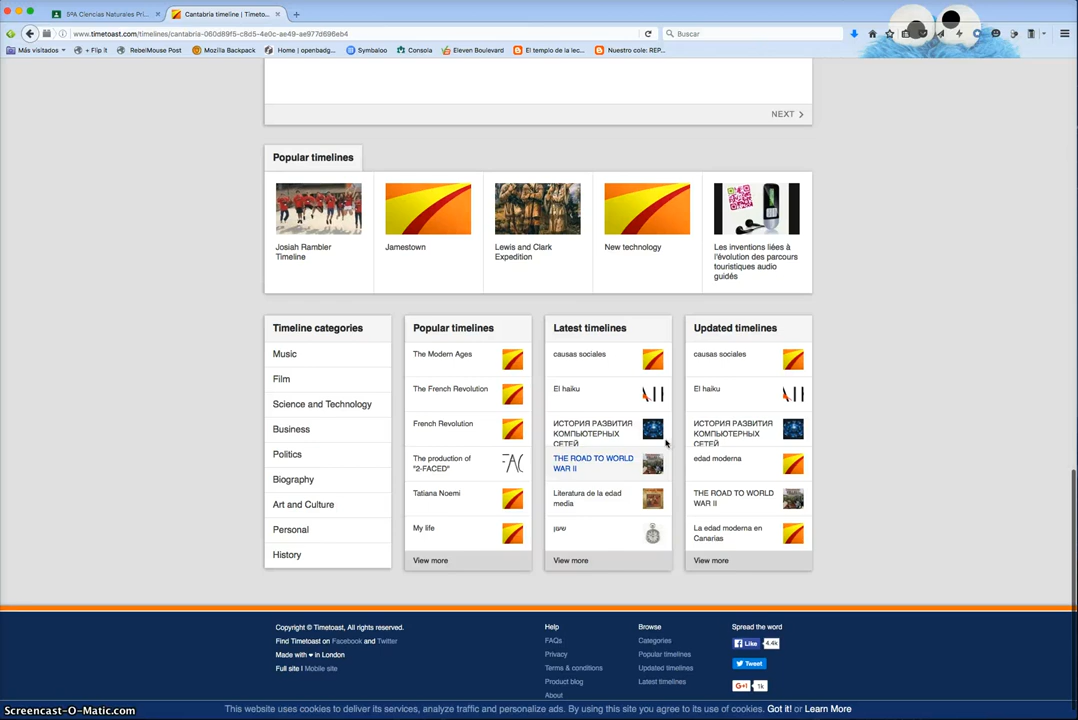 5ºA Ciencias Naturales Pri...
Cantabria timeline | Timeto...
www.timetoast.com/timelines/cantabria-060d89f5-c8d5-4e0c-ae49-ae977d696eb4
Buscar
Más visitados
+ Flip it
RebelMouse Post
Mozilla Backpack
Home | openbadg...
Symbaloo
Consola
Eleven Boulevard
El templo de la lec...
Nuestro cole: REP...
NEXT
Popular timelines
Josiah Rambler
Timeline
Jamestown
Lewis and Clark
Expedition
New technology
Les inventions liées à
l'évolution des parcours
touristiques audio
guidés
Timeline categories
Music
Film
Science and Technology
Business
Politics
Biography
Art and Culture
Personal
History
Popular timelines
The Modern Ages
The French Revolution
French Revolution
The production of
"2-FACED"
Tatiana Noemi
My life
View more
Latest timelines
causas sociales
El haiku
ИСТОРИЯ РАЗВИТИЯ
КОМПЬЮТЕРНЫХ
СЕТЕЙ
THE ROAD TO WORLD
WAR II
Literatura de la edad
media
View more
Updated timelines
causas sociales
El haiku
ИСТОРИЯ РАЗВИТИЯ
КОМПЬЮТЕРНЫХ
СЕТЕЙ
edad moderna
THE ROAD TO WORLD
WAR II
La edad moderna en
Canarias
View more
Copyright © Timetoast, All rights reserved.
Find Timetoast on Facebook and Twitter
Made with ♥ in London
Full site | Mobile site
Help
FAQs
Privacy
Terms & conditions
Product blog
About
Browse
Categories
Popular timelines
Updated timelines
Latest timelines
Spread the word
Like 4.4k
Tweet
G+1 1k
This website uses cookies to deliver its services, analyze traffic and personalize ads. By using this site you agree to its use of cookies. Got it! or Learn More
Screencast-O-Matic.com